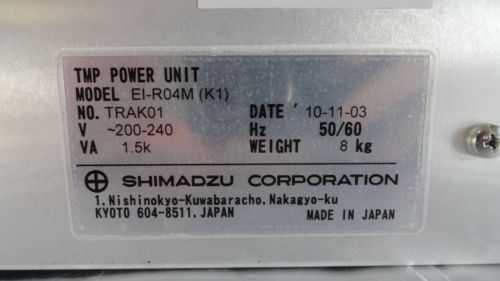 TMP POWER UNIT
MODEL EI-R04M (K1)
NO. TRAK01 DATE ' 10-11-03
V ~200-240 Hz 50/60
VA 1.5k WEIGHT 8 kg
SHIMADZU CORPORATION
1. Nishinokyo-Kuwabaracho. Nakagyo-ku
KYOTO 604-8511. JAPAN MADE IN JAPAN